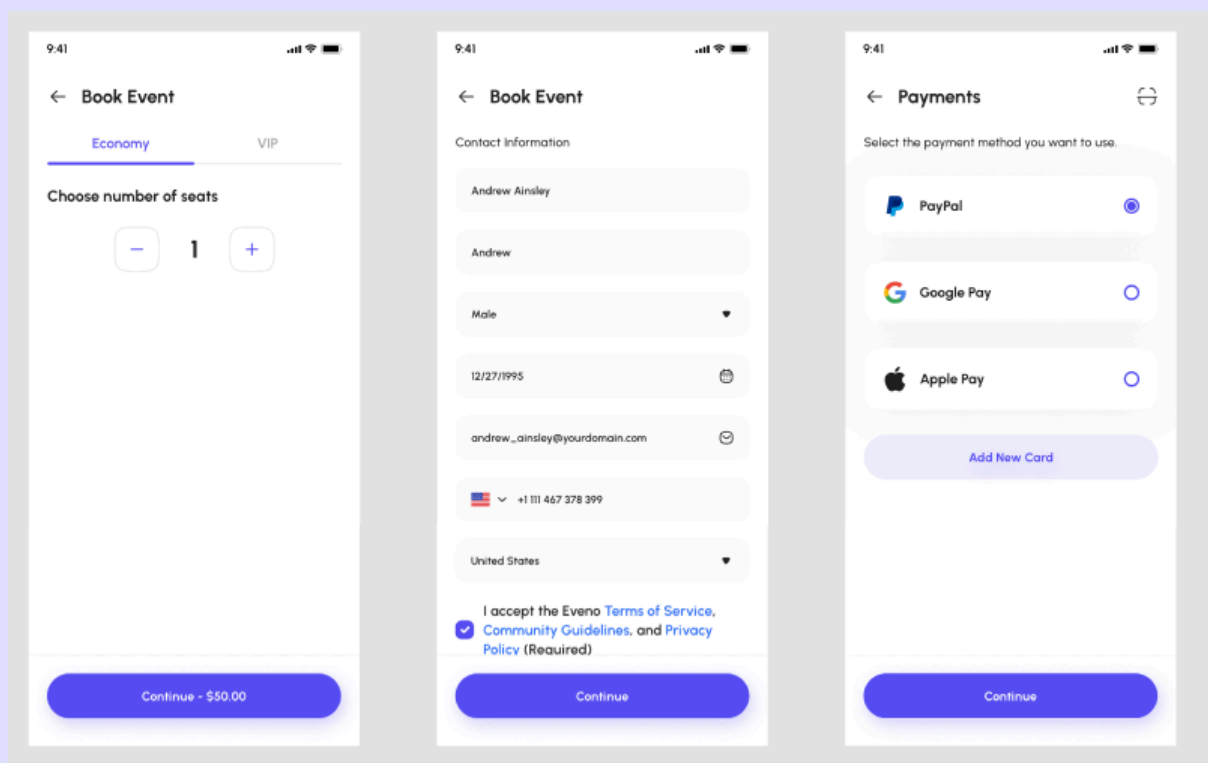 9:41
Book Event
Economy
VIP
Choose number of seats
1
Continue - $50.00
9:41
Book Event
Contact Information
Andrew Ainsley
Andrew
Male
12/27/1995
andrew_ainsley@yourdomain.com
+1 111 467 378 399
United States
I accept the Eveno Terms of Service,
Community Guidelines, and Privacy
Policy (Required)
Continue
9:41
Payments
Select the payment method you want to use.
PayPal
Google Pay
Apple Pay
Add New Card
Continue